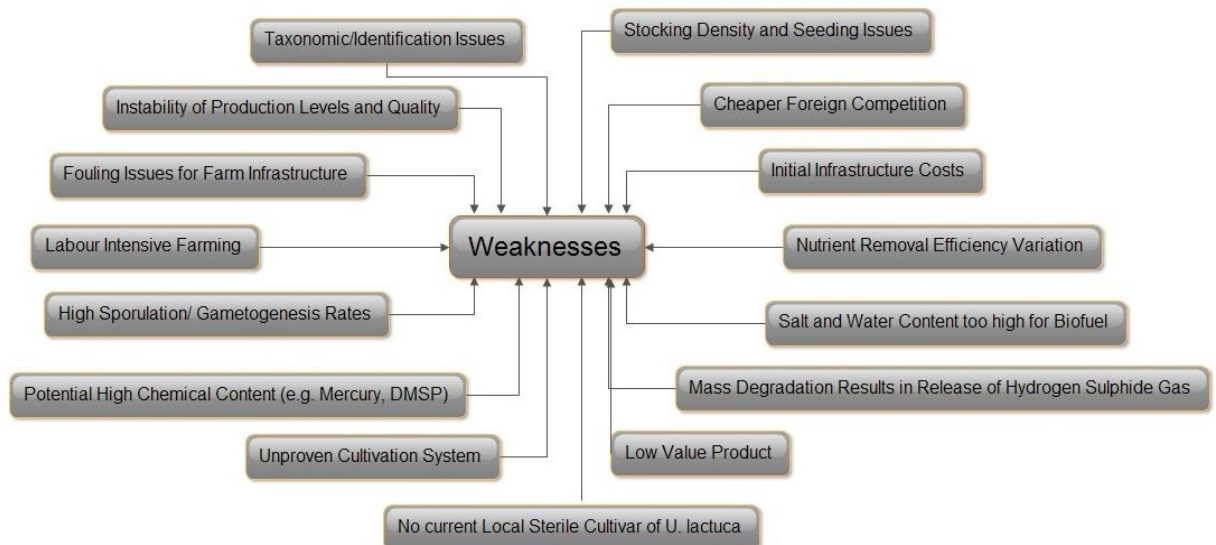 Taxonomic/Identification Issues
Stocking Density and Seeding Issues
Instability of Production Levels and Quality
Cheaper Foreign Competition
Fouling Issues for Farm Infrastructure
Initial Infrastructure Costs
Labour Intensive Farming
Weaknesses
Nutrient Removal Efficiency Variation
High Sporulation/ Gametogenesis Rates
Salt and Water Content too high for Biofuel
Potential High Chemical Content (e.g. Mercury, DMSP)
Mass Degradation Results in Release of Hydrogen Sulphide Gas
Unproven Cultivation System
Low Value Product
No current Local Sterile Cultivar of U. lactuca